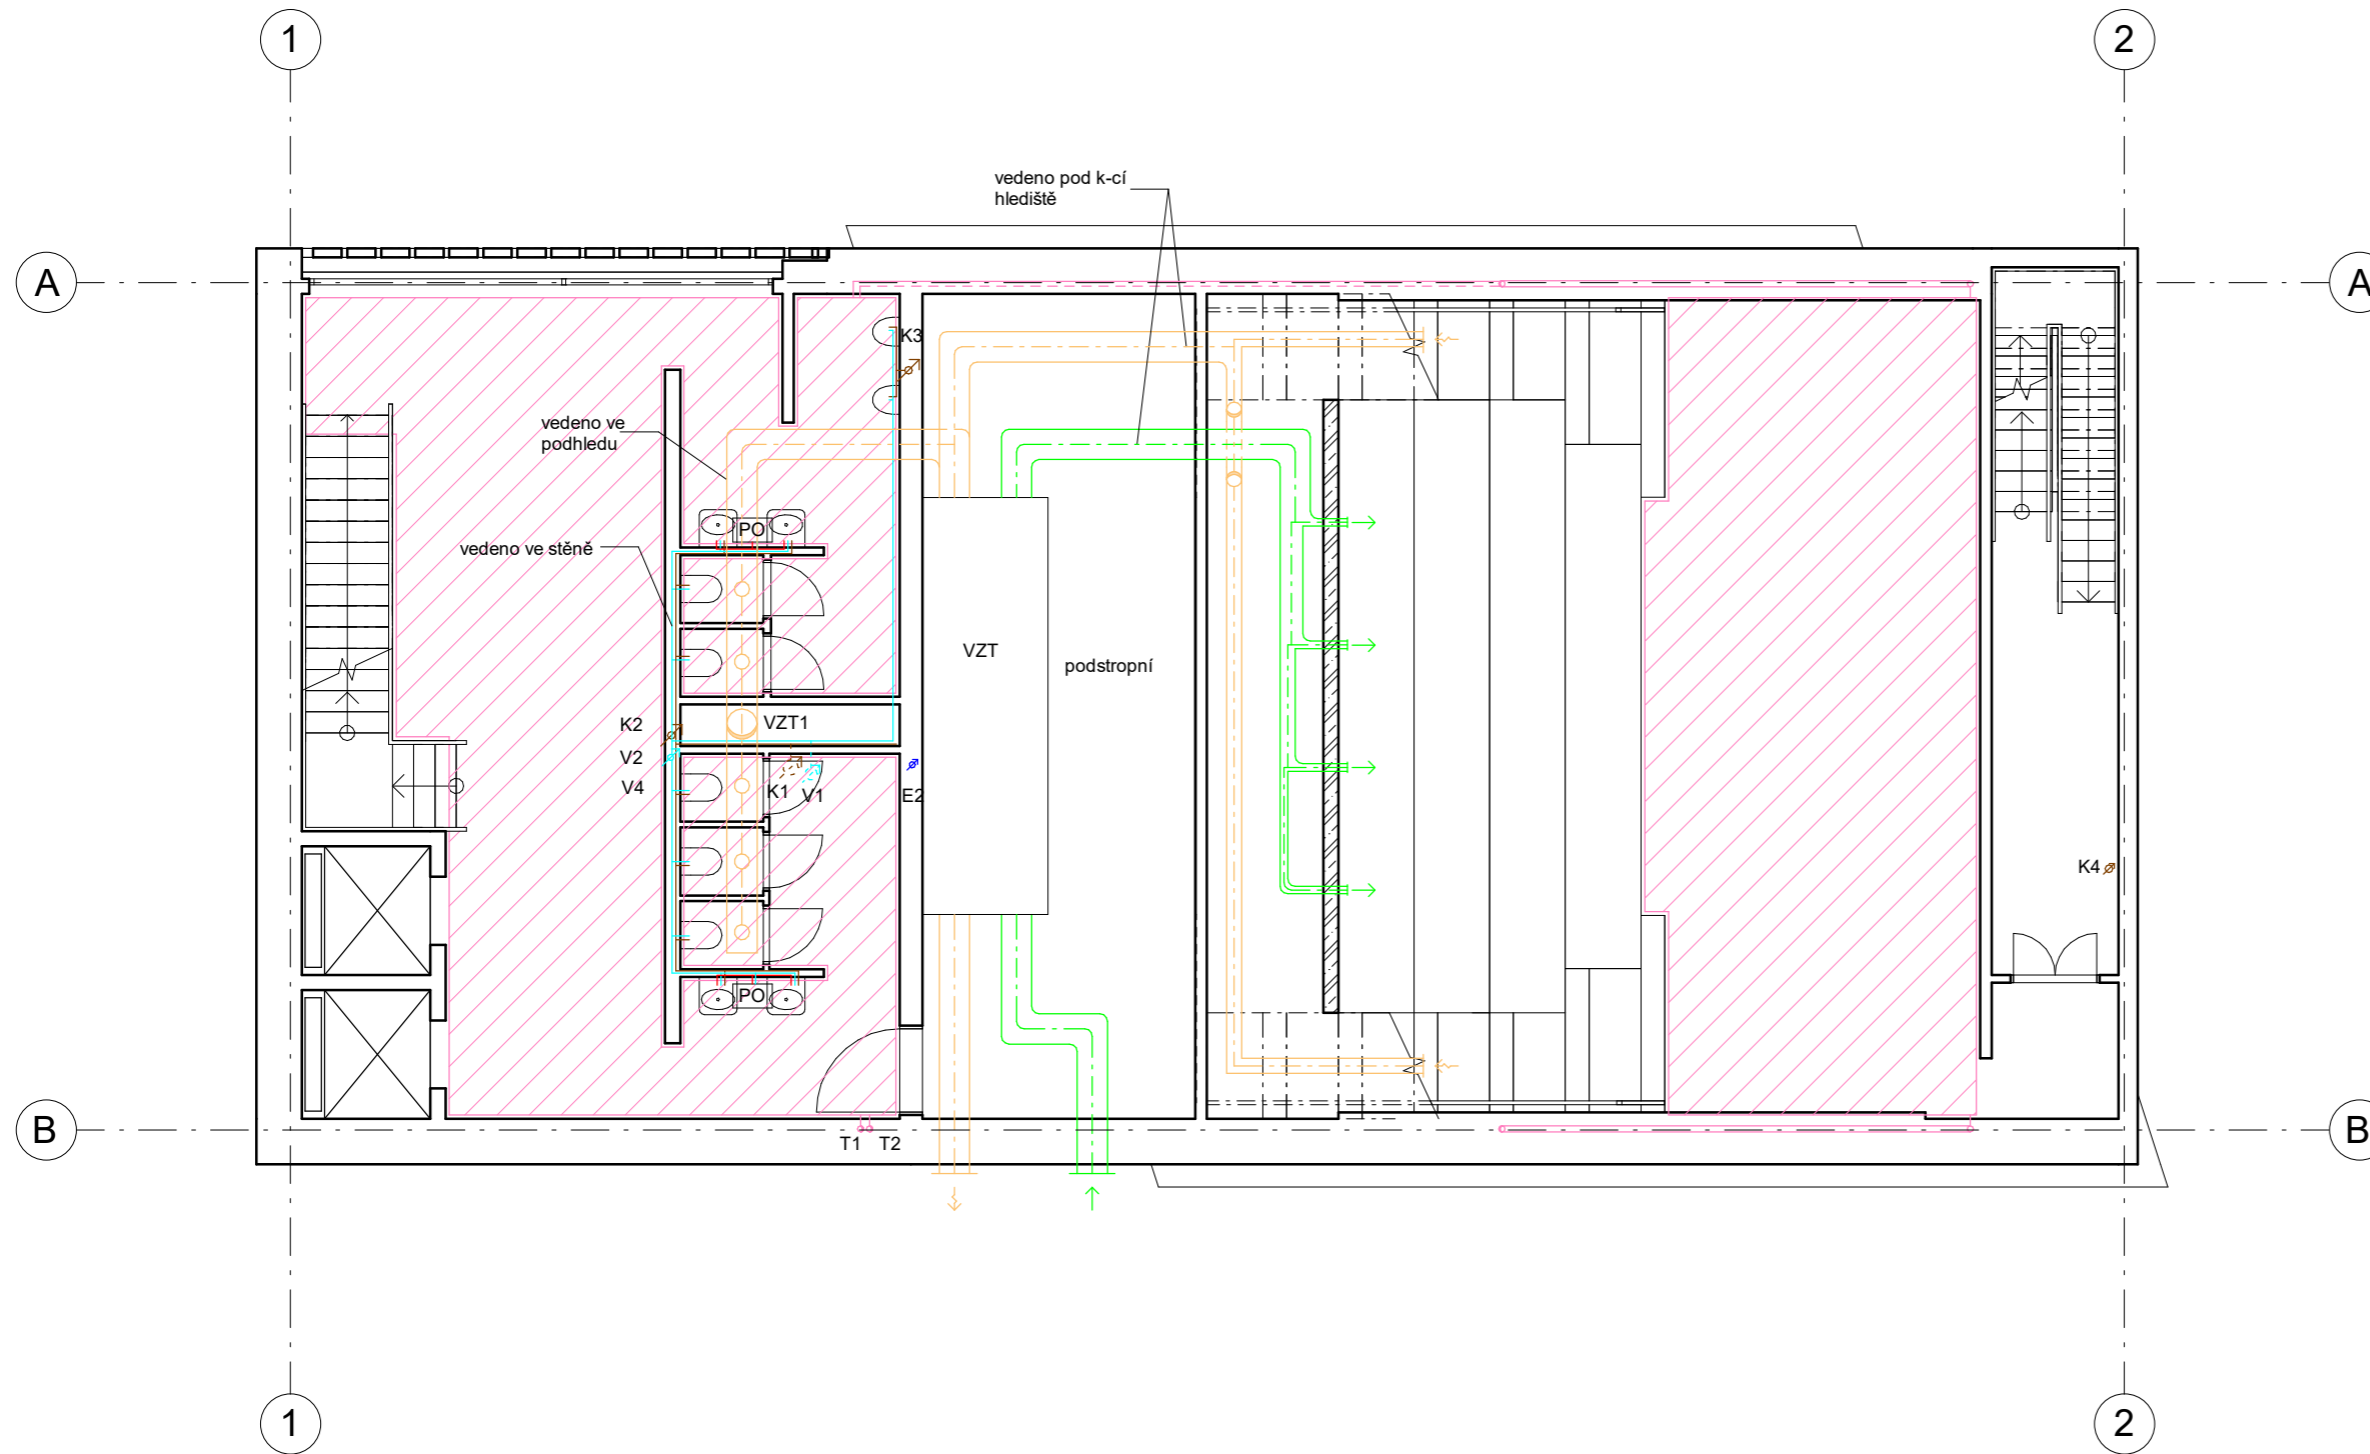 1
2
vedeno pod k-cí
hlediště
A
A
K3
vedeno ve
podhledu
PO
vedeno ve stěně
VZT
podstropní
K2
VZT1
V2
V4
K1
V1
E2
K4
PO
B
T1
T2
B
1
2